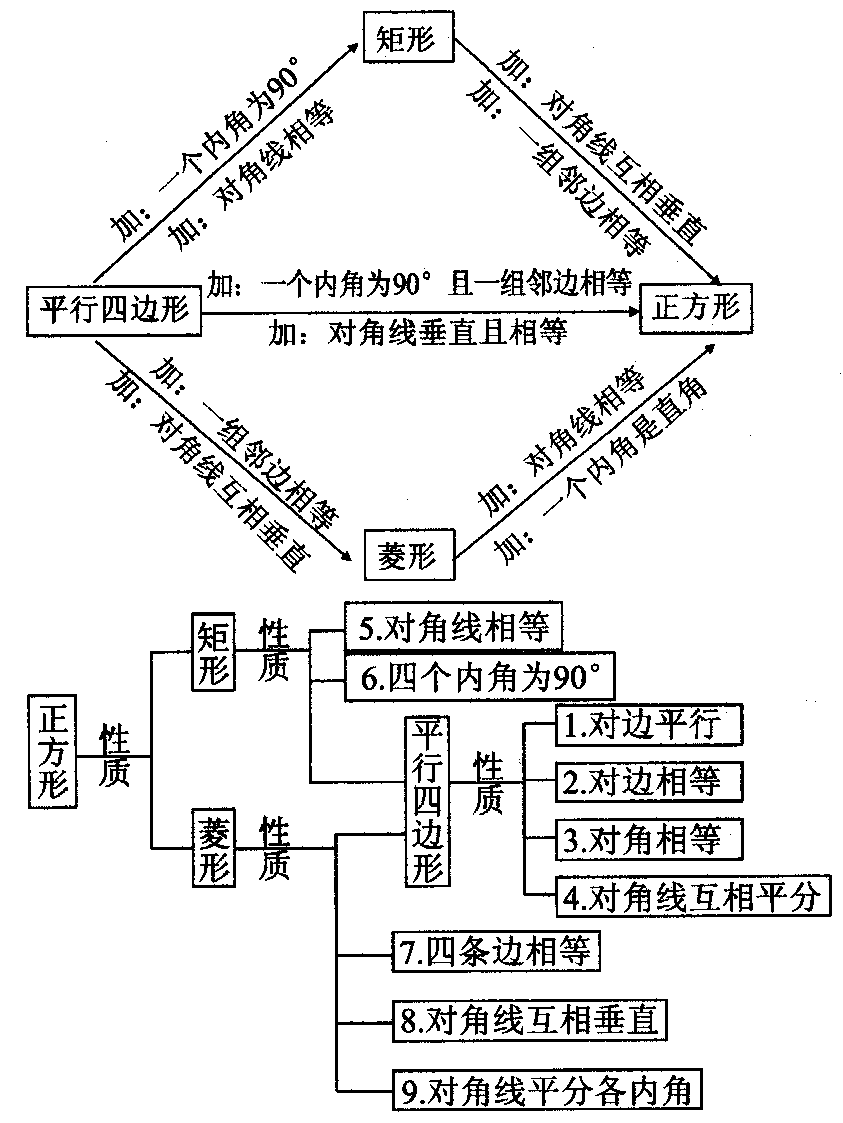 矩形
加：一个内角为90°
加：对角线相等
加：对角线互相垂直
加：一组邻边相等
平行四边形
加：一个内角为90°且一组邻边相等
加：对角线垂直且相等
正方形
加：一组邻边相等
加：对角线互相垂直
加：对角线相等
加：一个内角是直角
菱形
正方形
性质
矩形
性质
5.对角线相等
6.四个内角为90°
平行四边形
性质
1.对边平行
2.对边相等
3.对角相等
4.对角线互相平分
菱形
性质
7.四条边相等
8.对角线互相垂直
9.对角线平分各内角